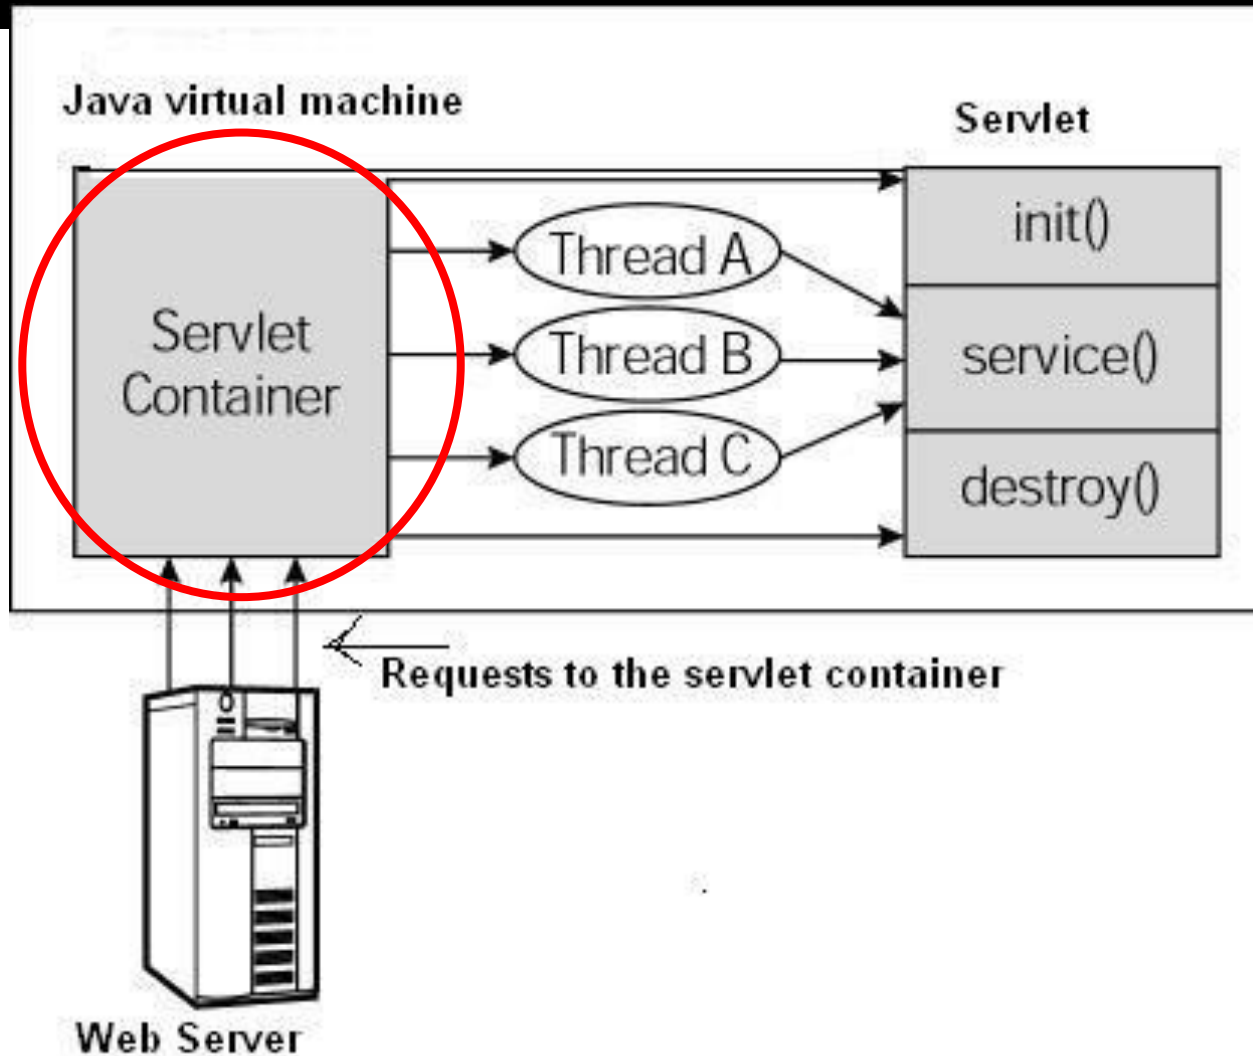 Java virtual machine
Servlet
Servlet
Container
Thread A
Thread B
Thread C
init()
service()
destroy()
Requests to the servlet container
Web Server